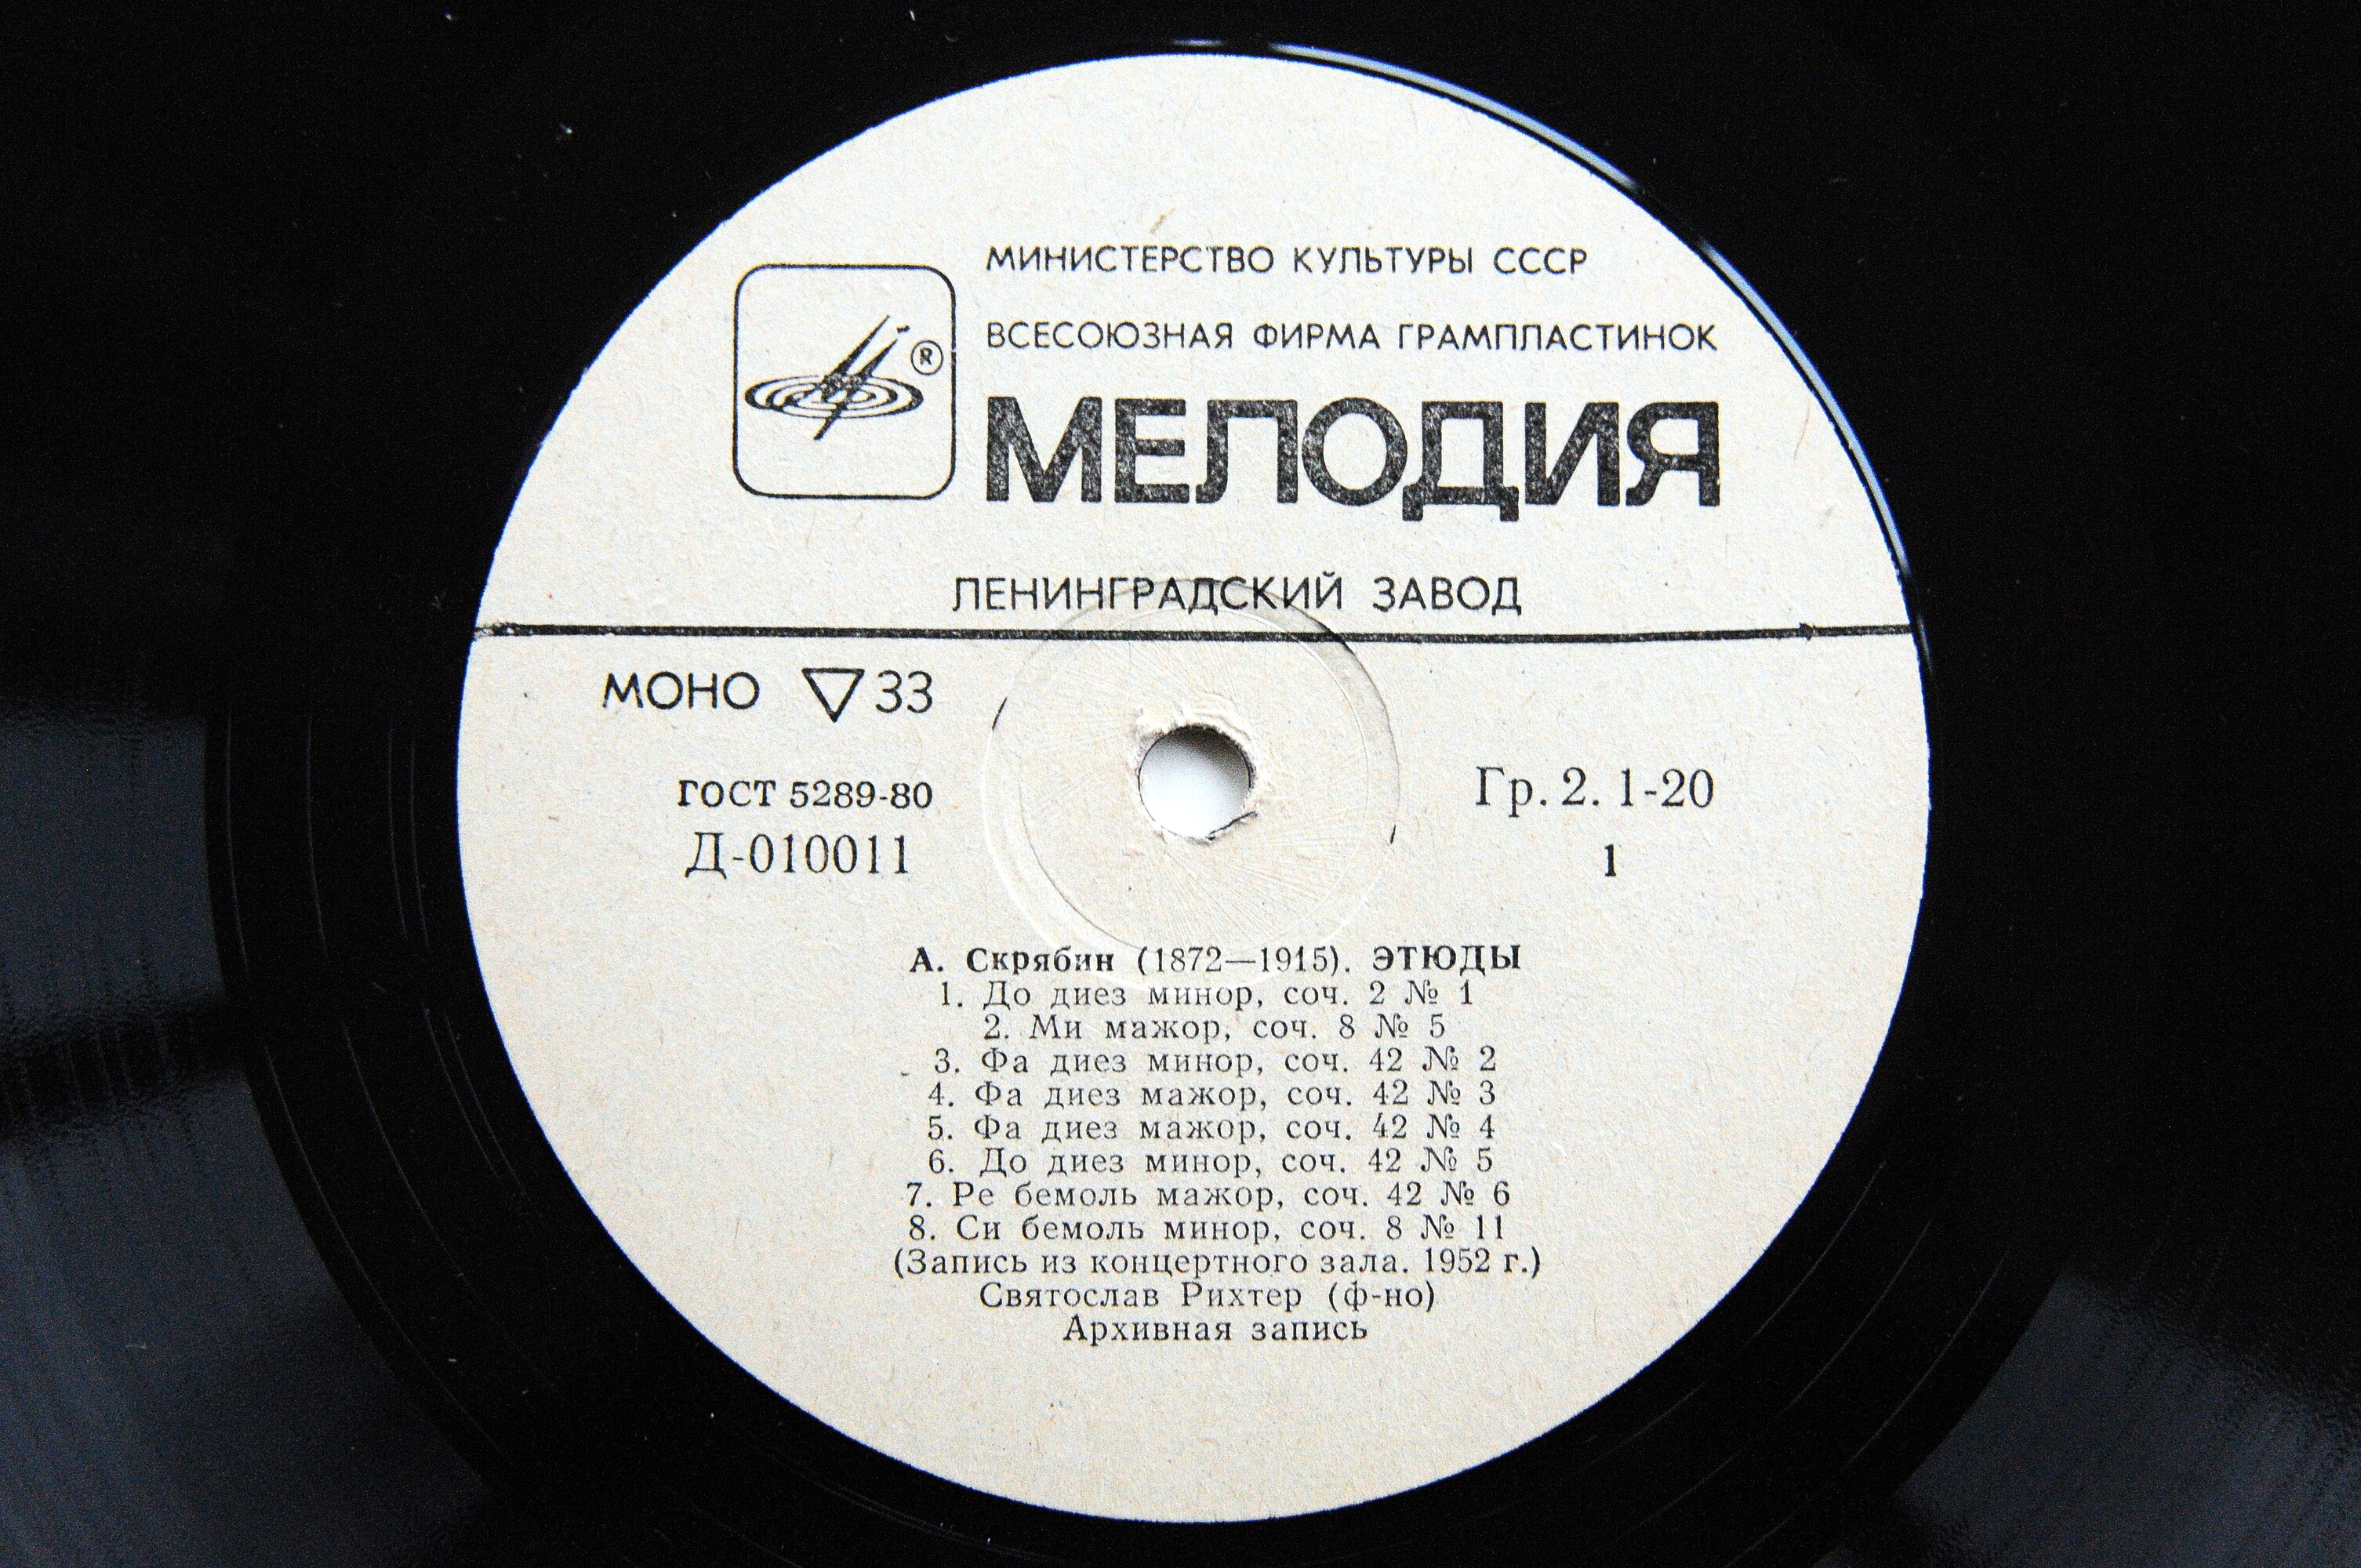 МИНИСТЕРСТВО КУЛЬТУРЫ СССР
ВСЕСОЮЗНАЯ ФИРМА ГРАМПЛАСТИНОК
®
МЕЛОДИЯ
ЛЕНИНГРАДСКИЙ ЗАВОД
МОНО ▽33
ГОСТ 5289-80
Гр. 2. 1-20
Д-010011
1
А. Скрябин (1872—1915). ЭТЮДЫ
1. До диез минор, соч. 2 № 1
2. Ми мажор, соч. 8 № 5
3. Фа диез минор, соч. 42 № 2
4. Фа диез мажор, соч. 42 № 3
5. Фа диез мажор, соч. 42 № 4
6. До диез минор, соч. 42 № 5
7. Ре бемоль мажор, соч. 42 № 6
8. Си бемоль минор, соч. 8 № 11
(Запись из концертного зала. 1952 г.)
Святослав Рихтер (ф-но)
Архивная запись